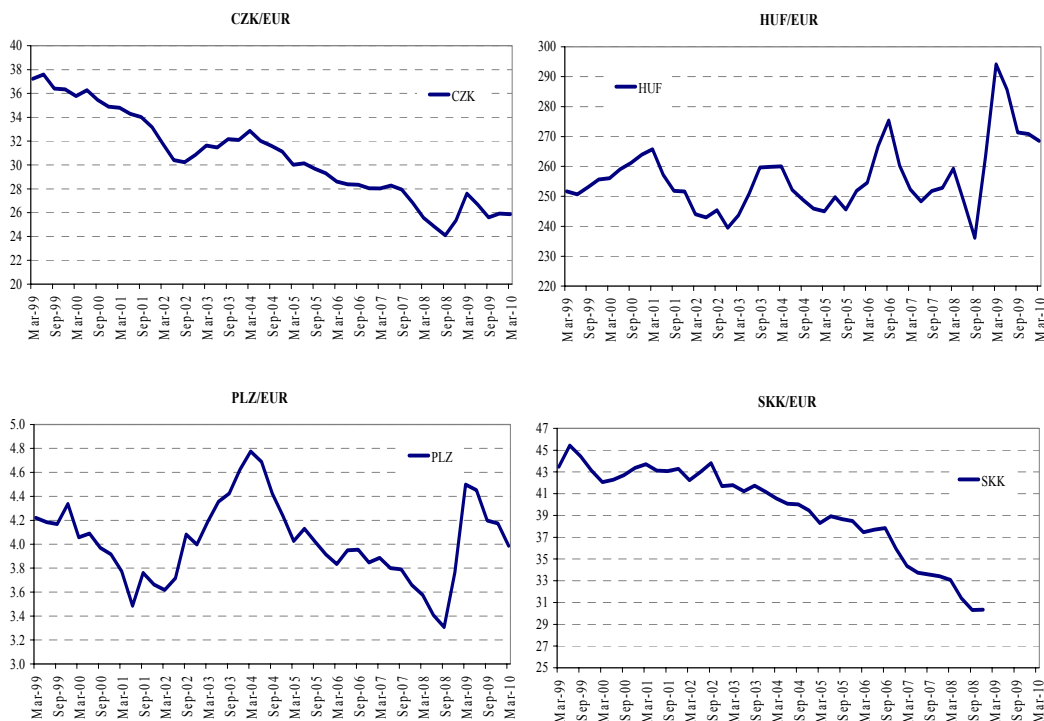 CZK/EUR
40
38
36
34
32
30
28
26
24
22
20
CZK
Mar-99
Sep-99
Mar-00
Sep-00
Mar-01
Sep-01
Mar-02
Sep-02
Mar-03
Sep-03
Mar-04
Sep-04
Mar-05
Sep-05
Mar-06
Sep-06
Mar-07
Sep-07
Mar-08
Sep-08
Mar-09
Sep-09
Mar-10
HUF/EUR
300
290
280
270
260
250
240
230
220
HUF
Mar-99
Sep-99
Mar-00
Sep-00
Mar-01
Sep-01
Mar-02
Sep-02
Mar-03
Sep-03
Mar-04
Sep-04
Mar-05
Sep-05
Mar-06
Sep-06
Mar-07
Sep-07
Mar-08
Sep-08
Mar-09
Sep-09
Mar-10
PLZ/EUR
5.0
4.8
4.6
4.4
4.2
4.0
3.8
3.6
3.4
3.2
3.0
PLZ
Mar-99
Sep-99
Mar-00
Sep-00
Mar-01
Sep-01
Mar-02
Sep-02
Mar-03
Sep-03
Mar-04
Sep-04
Mar-05
Sep-05
Mar-06
Sep-06
Mar-07
Sep-07
Mar-08
Sep-08
Mar-09
Sep-09
Mar-10
SKK/EUR
47
45
43
41
39
37
35
33
31
29
27
25
SKK
Mar-99
Sep-99
Mar-00
Sep-00
Mar-01
Sep-01
Mar-02
Sep-02
Mar-03
Sep-03
Mar-04
Sep-04
Mar-05
Sep-05
Mar-06
Sep-06
Mar-07
Sep-07
Mar-08
Sep-08
Mar-09
Sep-09
Mar-10